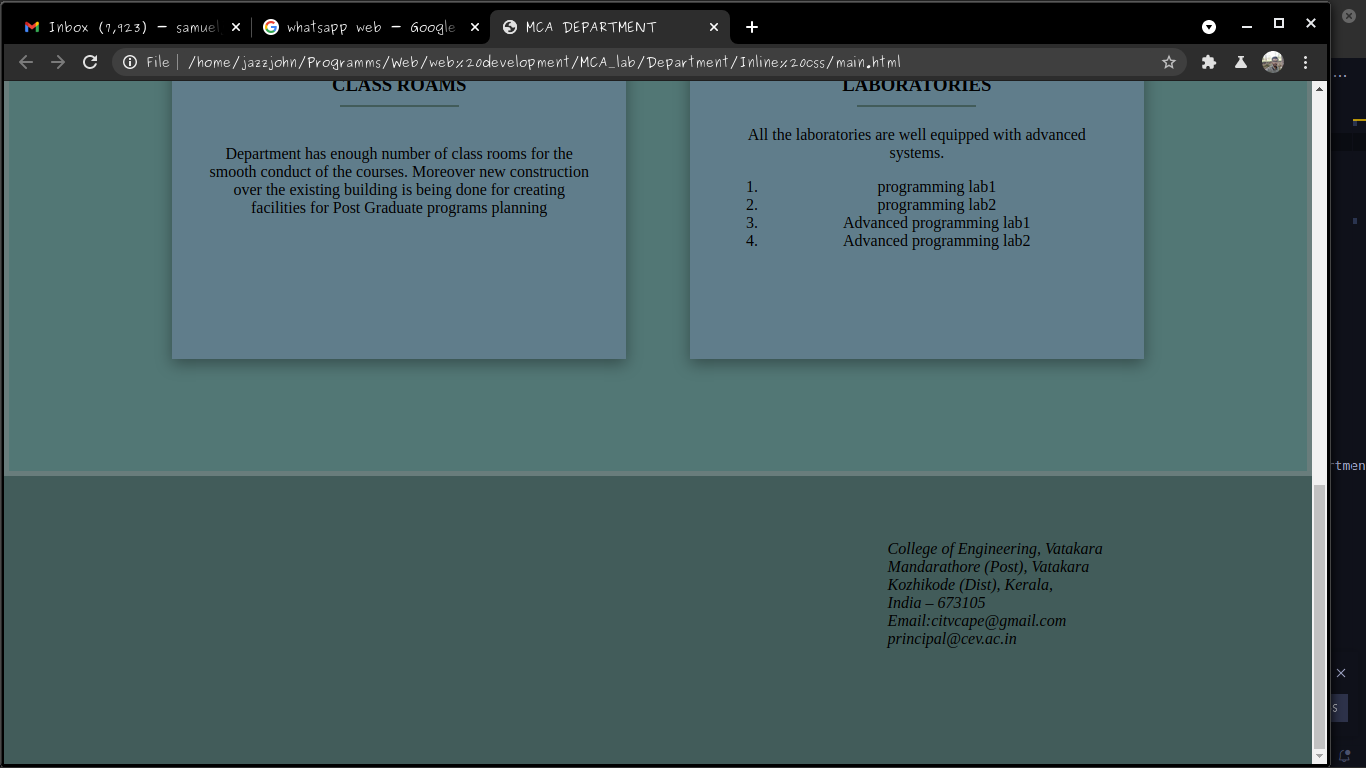 Inbox (7,923) – samuel
whatsapp web – Google
MCA DEPARTMENT
File
/home/jazzjohn/Programms/Web/web%20development/MCA_lab/Department/Inline%20css/main.html
CLASS ROAMS
Department has enough number of class rooms for the
smooth conduct of the courses. Moreover new construction
over the existing building is being done for creating
facilities for Post Graduate programs planning
LABORATORIES
All the laboratories are well equipped with advanced
systems.
1. programming lab1
2. programming lab2
3. Advanced programming lab1
4. Advanced programming lab2
College of Engineering, Vatakara
Mandarathore (Post), Vatakara
Kozhikode (Dist), Kerala,
India – 673105
Email:citvcape@gmail.com
principal@cev.ac.in
rtmen
s